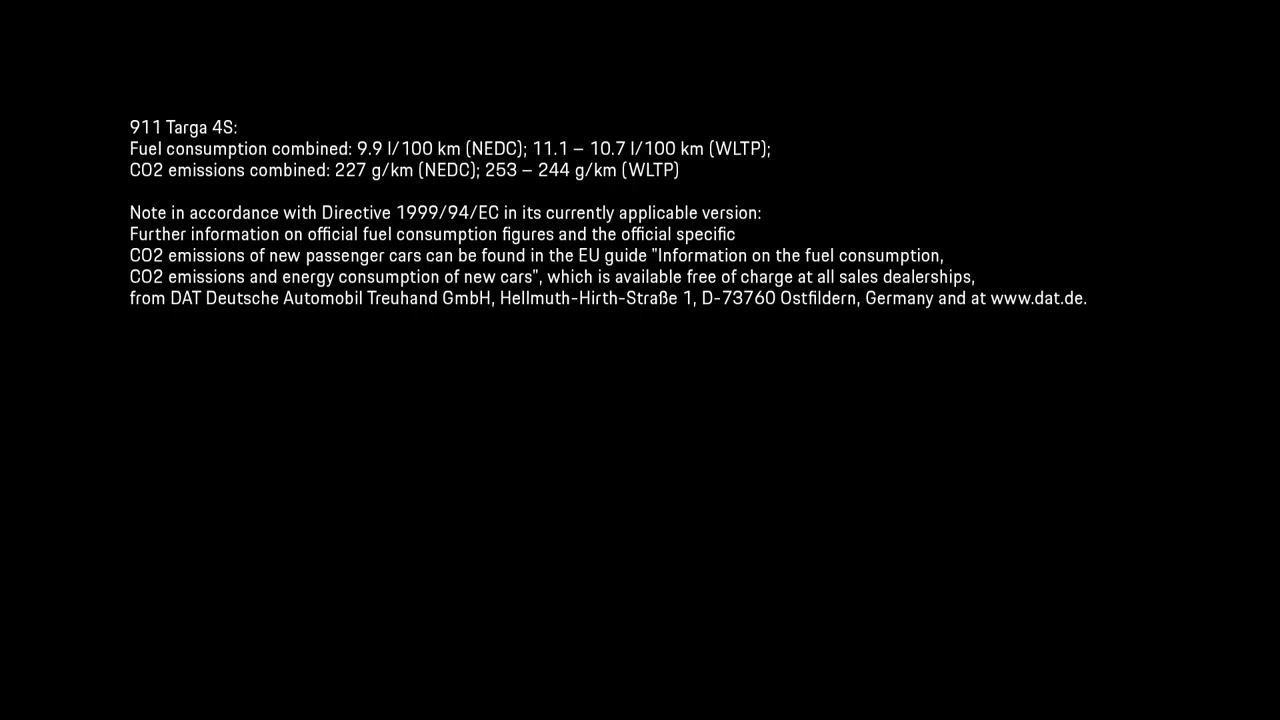 911 Targa 4S:
Fuel consumption combined: 9.9 l/100 km (NEDC); 11.1 – 10.7 l/100 km (WLTP);
CO2 emissions combined: 227 g/km (NEDC); 253 – 244 g/km (WLTP)
Note in accordance with Directive 1999/94/EC in its currently applicable version:
Further information on official fuel consumption figures and the official specific
CO2 emissions of new passenger cars can be found in the EU guide "Information on the fuel consumption,
CO2 emissions and energy consumption of new cars", which is available free of charge at all sales dealerships,
from DAT Deutsche Automobil Treuhand GmbH, Hellmuth-Hirth-Straße 1, D-73760 Ostfildern, Germany and at www.dat.de.